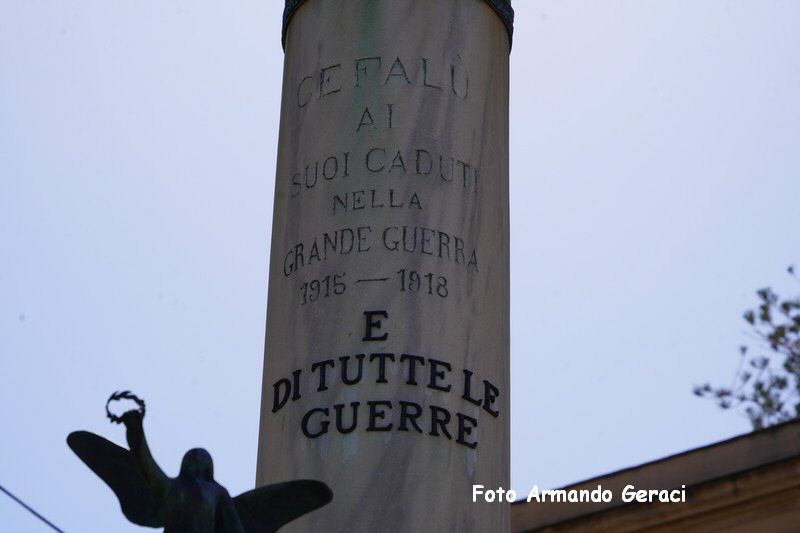 CEFALÙ
AI
SUOI CADUTI
NELLA
GRANDE GUERRA
1915 — 1918
E
DI TUTTE LE
GUERRE
Foto Armando Geraci